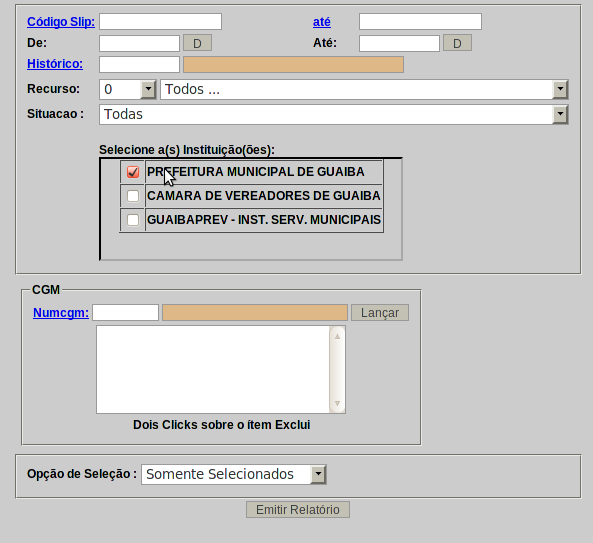 Código Slip: até
De: D Até: D
Histórico:
Recurso: 0 Todos ...
Situacao : Todas
Selecione a(s) Instituição(ões):
PREFEITURA MUNICIPAL DE GUAIBA
CAMARA DE VEREADORES DE GUAIBA
GUAIBAPREV - INST. SERV. MUNICIPAIS
CGM
Numcgm: Lançar
Dois Clicks sobre o ítem Exclui
Opção de Seleção : Somente Selecionados
Emitir Relatório